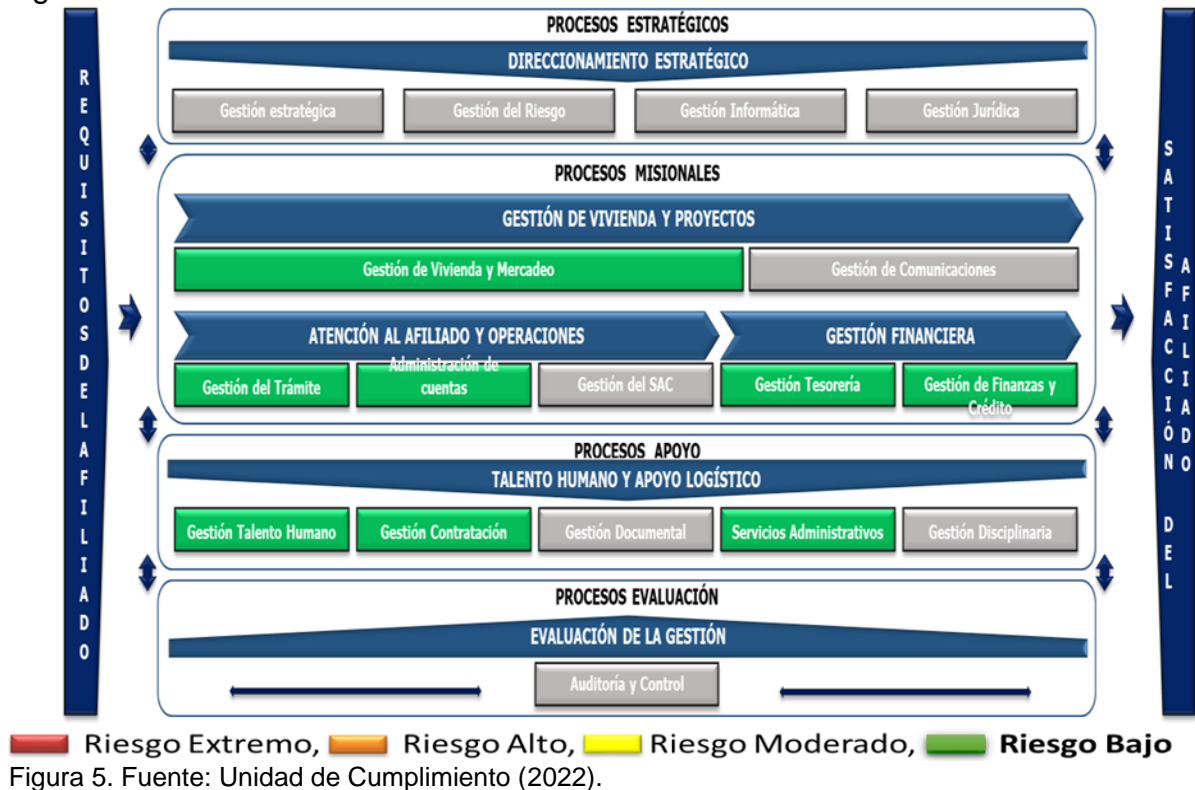 PROCESOS ESTRATÉGICOS
DIRECCIONAMIENTO ESTRATÉGICO
Gestión estratégica
Gestión del Riesgo
Gestión Informática
Gestión Jurídica
REQUISITOS DEL AFILIADO
PROCESOS MISIONALES
GESTIÓN DE VIVIENDA Y PROYECTOS
Gestión de Vivienda y Mercadeo
Gestión de Comunicaciones
ATENCIÓN AL AFILIADO Y OPERACIONES
GESTIÓN FINANCIERA
Gestión del Trámite
Administración de
cuentas
Gestión del SAC
Gestión Tesorería
Gestión de Finanzas y
Crédito
SATISFACCIÓN DEL
AFILIADO
PROCESOS APOYO
TALENTO HUMANO Y APOYO LOGÍSTICO
Gestión Talento Humano
Gestión Contratación
Gestión Documental
Servicios Administrativos
Gestión Disciplinaria
PROCESOS EVALUACIÓN
EVALUACIÓN DE LA GESTIÓN
Auditoría y Control
Riesgo Extremo, Riesgo Alto, Riesgo Moderado, Riesgo Bajo
Figura 5. Fuente: Unidad de Cumplimiento (2022).